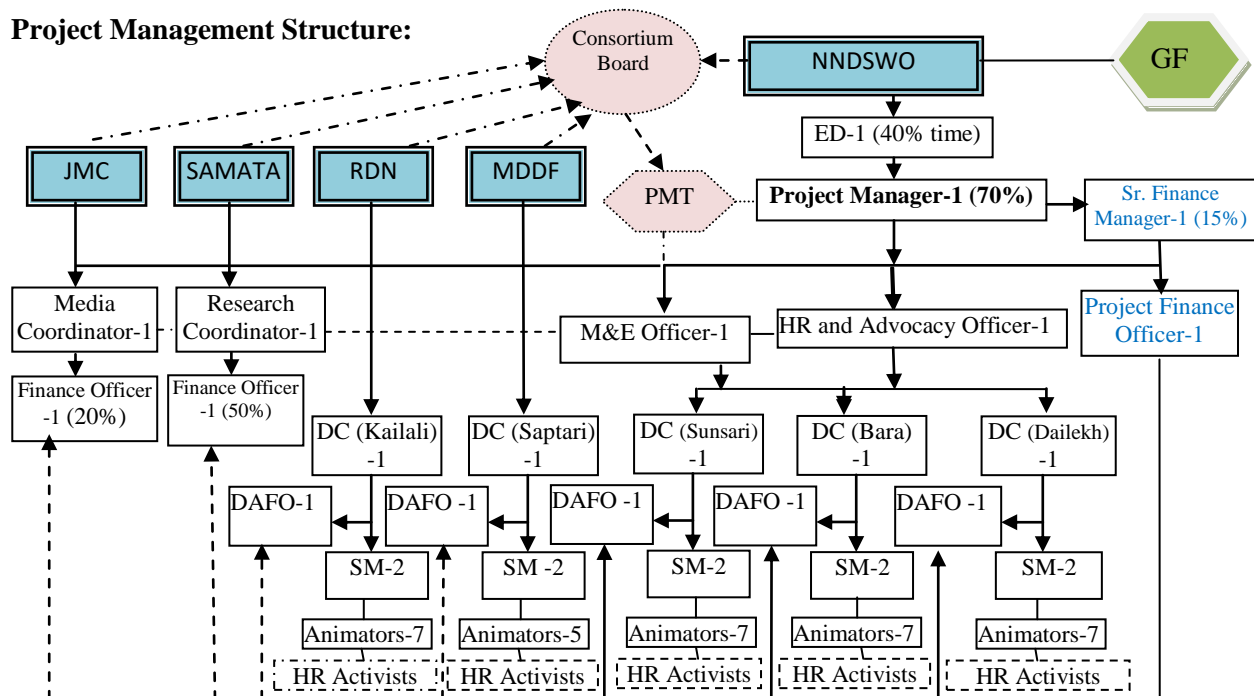 Project Management Structure:
Consortium
Board
NNDSWO
GF
ED-1 (40% time)
JMC
SAMATA
RDN
MDDF
PMT
Project Manager-1 (70%)
Sr. Finance
Manager-1 (15%)
Media
Coordinator-1
Research
Coordinator-1
M&E Officer-1
HR and Advocacy Officer-1
Project Finance
Officer-1
Finance Officer
-1 (20%)
Finance Officer
-1 (50%)
DC (Kailali)
-1
DC (Saptari)
-1
DC (Sunsari)
-1
DC (Bara)
-1
DC (Dailekh)
-1
DAFO-1
DAFO -1
DAFO -1
DAFO -1
DAFO -1
SM-2
SM -2
SM-2
SM-2
SM-2
Animators-7
Animators-5
Animators-7
Animators-7
Animators-7
HR Activists
HR Activists
HR Activists
HR Activists
HR Activists